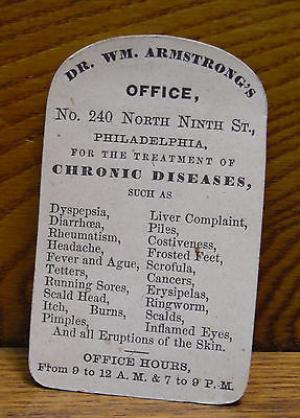 DR. WM. ARMSTRONG'S
OFFICE,
No. 240 NORTH NINTH ST.,
PHILADELPHIA,
FOR THE TREATMENT OF
CHRONIC DISEASES,
SUCH AS
Dyspepsia,
Diarrhœa,
Rheumatism,
Headache,
Fever and Ague,
Tetters,
Running Sores,
Scald Head,
Itch, Burns,
Pimples,
Liver Complaint,
Piles,
Costiveness,
Frosted Feet,
Scrofula,
Cancers,
Erysipelas,
Ringworm,
Scalds,
Inflamed Eyes,
And all Eruptions of the Skin.
OFFICE HOURS,
From 9 to 12 A. M. & 7 to 9 P. M.